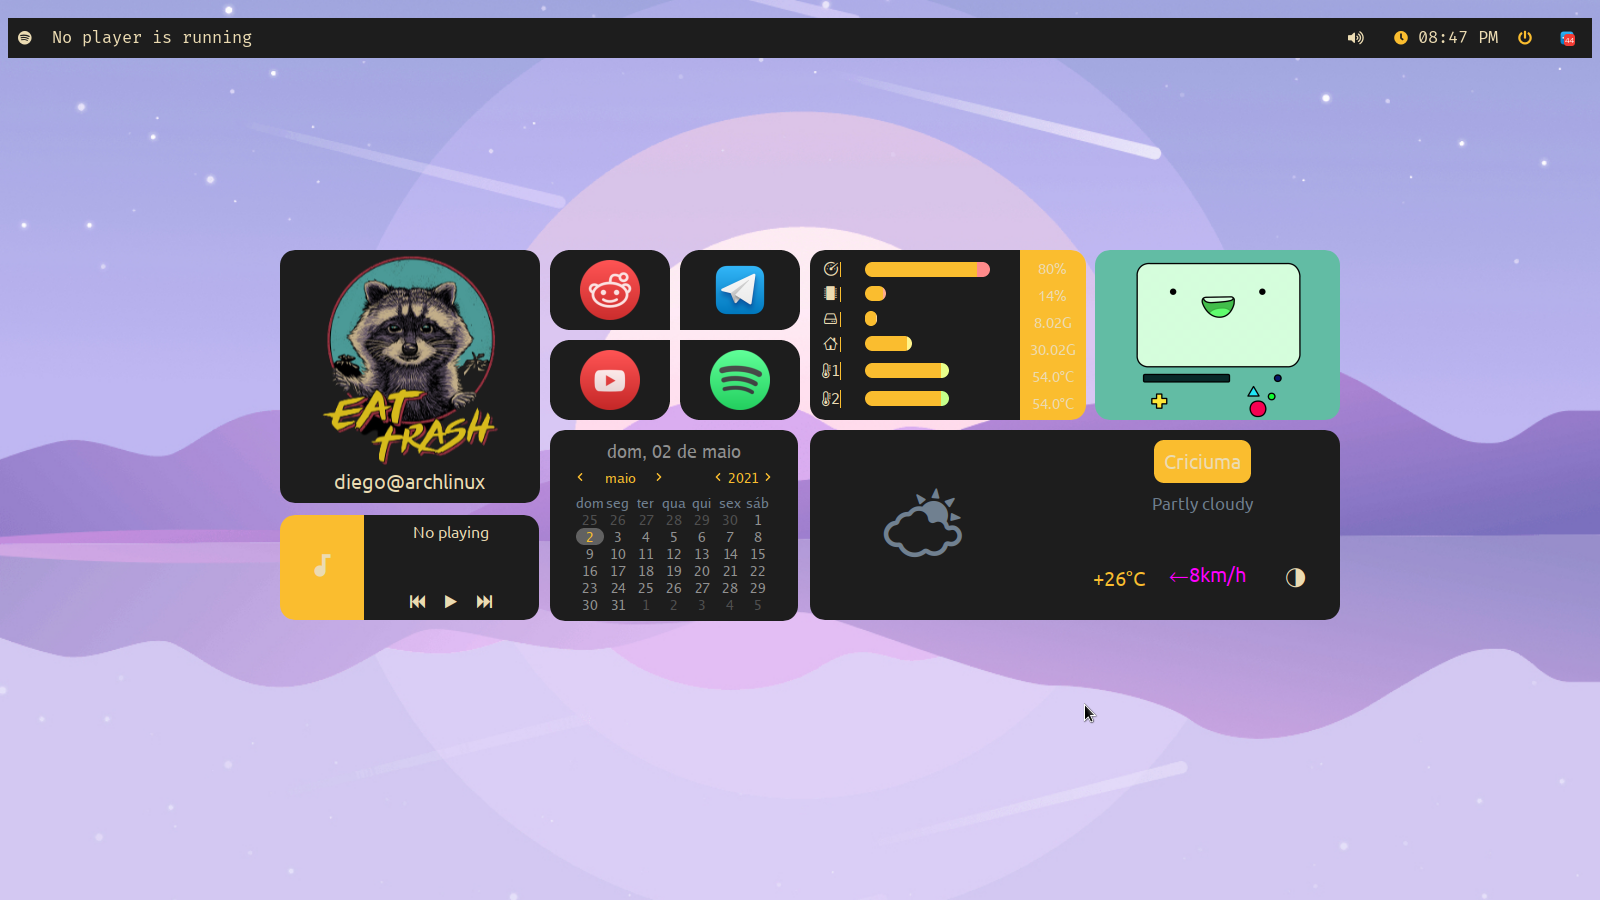 No player is running
08:47 PM
44
EAT
TRASH
diego@archlinux
No playing
80%
14%
8.02G
30.02G
1
54.0°C
2
54.0°C
dom, 02 de maio
maio
2021
dom seg ter qua qui sex sáb
25 26 27 28 29 30 1
2 3 4 5 6 7 8
9 10 11 12 13 14 15
16 17 18 19 20 21 22
23 24 25 26 27 28 29
30 31 1 2 3 4 5
Criciuma
Partly cloudy
+26°C ←8km/h